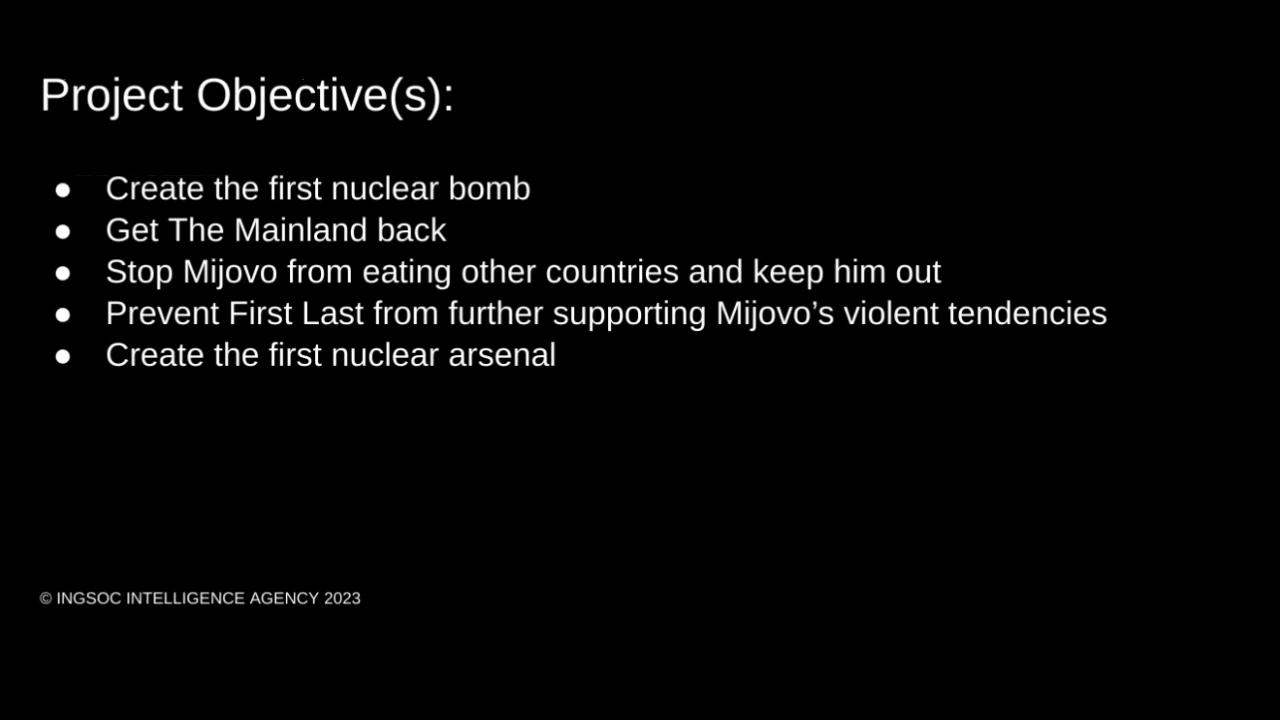 Project Objective(s):
● Create the first nuclear bomb
● Get The Mainland back
● Stop Mijovo from eating other countries and keep him out
● Prevent First Last from further supporting Mijovo’s violent tendencies
● Create the first nuclear arsenal
© INGSOC INTELLIGENCE AGENCY 2023